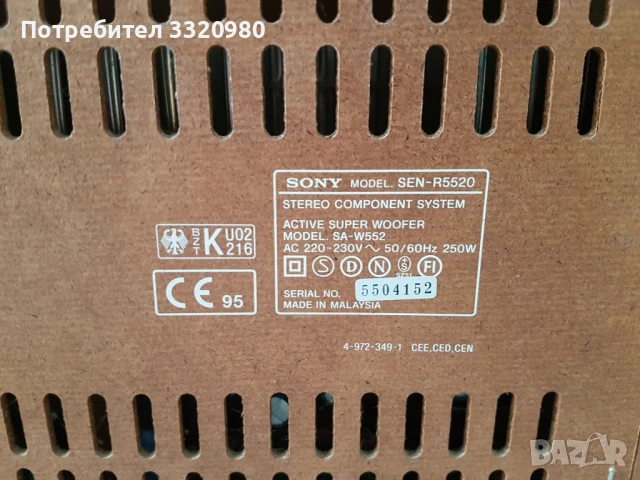 Потребител 3320980
SONY MODEL. SEN-R5520
STEREO COMPONENT SYSTEM
ACTIVE SUPER WOOFER
MODEL. SA-W552
AC 220-230V ~ 50/60Hz 250W
S D N S FI
SERIAL NO. 5504152
MADE IN MALAYSIA
BZT K U02 216
CE 95
4-972-349-1 CEE.CED.CEN
BAZAR